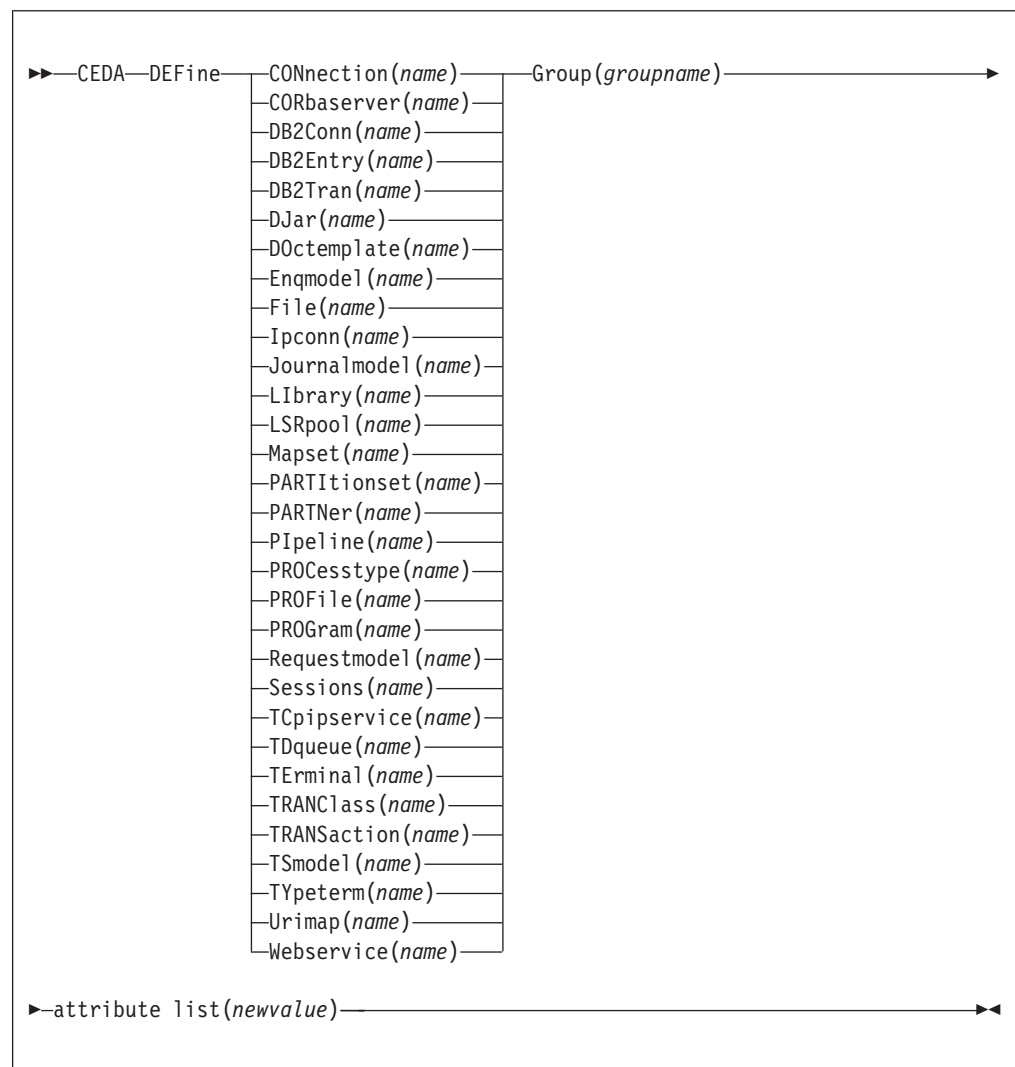 CEDA DEFine CONnection(name) Group(groupname)
CORbaserver(name)
DB2Conn(name)
DB2Entry(name)
DB2Tran(name)
DJar(name)
DOctemplate(name)
Enqmodel(name)
File(name)
Ipconn(name)
Journalmodel(name)
LIbrary(name)
LSRpool(name)
Mapset(name)
PARTItionset(name)
PARTNer(name)
PIpeline(name)
PROCesstype(name)
PROFile(name)
PROGram(name)
Requestmodel(name)
Sessions(name)
TCpipservice(name)
TDqueue(name)
TErminal(name)
TRANClass(name)
TRANSaction(name)
TSmodel(name)
TYpeterm(name)
Urimap(name)
Webservice(name)
attribute list(newvalue)